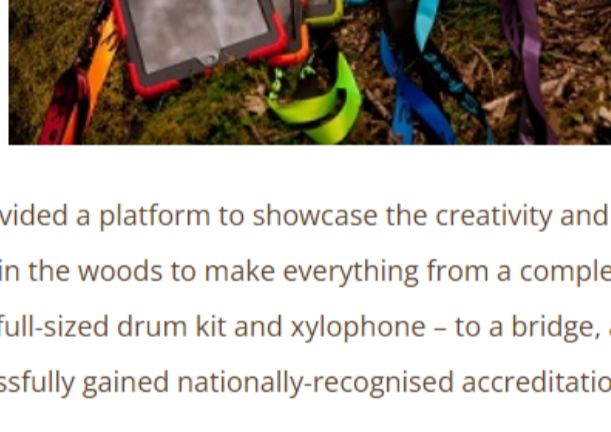 vided a platform to showcase the creativity and
in the woods to make everything from a comple
full-sized drum kit and xylophone – to a bridge,
ssfully gained nationally-recognised accreditatio